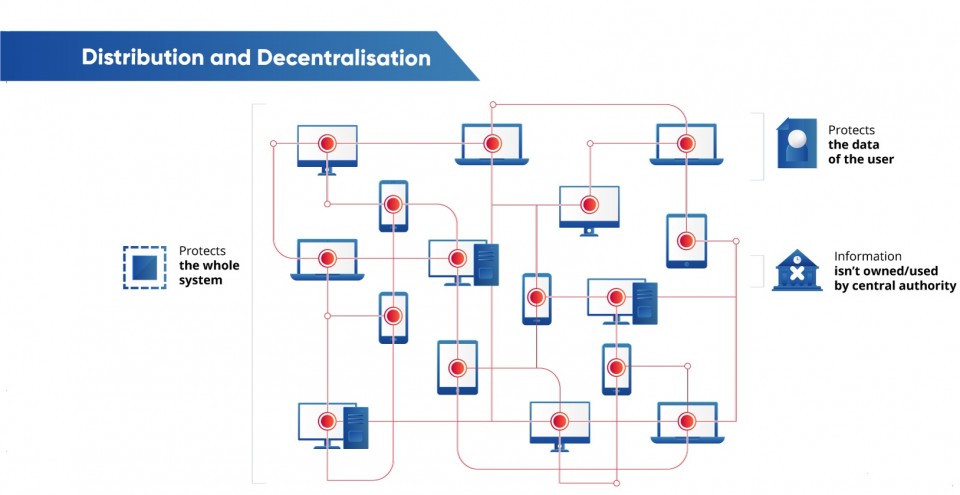 Distribution and Decentralisation
Protects
the data
of the user
Protects
the whole
system
Information
isn't owned/used
by central authority